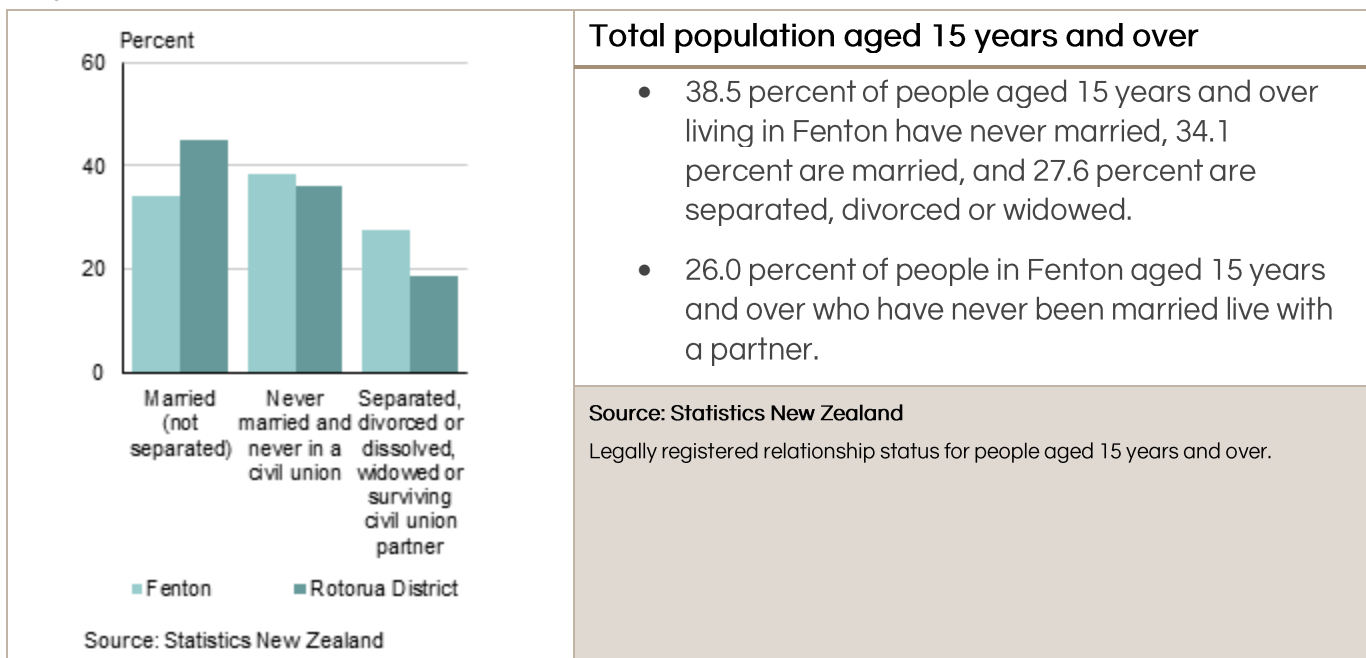 Percent
60
40
20
0
Married
(not
separated)
Never
married and
never in a
civil union
Separated,
divorced or
dissolved,
widowed or
surviving
civil union
partner
Fenton
Rotorua District
Source: Statistics New Zealand
Total population aged 15 years and over
• 38.5 percent of people aged 15 years and over
living in Fenton have never married, 34.1
percent are married, and 27.6 percent are
separated, divorced or widowed.
• 26.0 percent of people in Fenton aged 15 years
and over who have never been married live with
a partner.
Source: Statistics New Zealand
Legally registered relationship status for people aged 15 years and over.